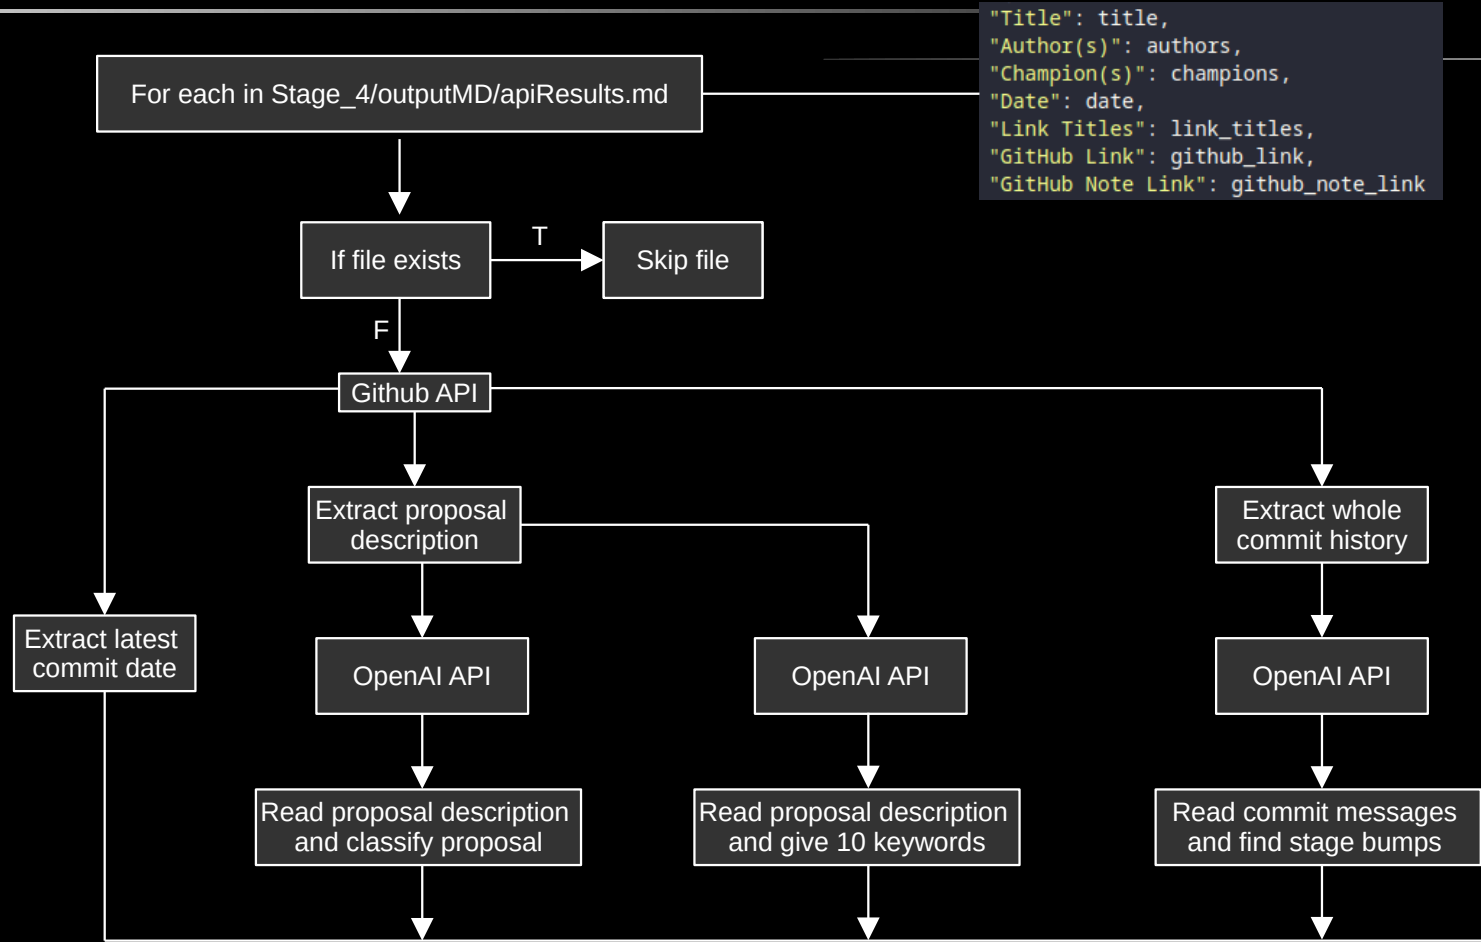 "Title": title,
"Author(s)": authors,
"Champion(s)": champions,
"Date": date,
"Link Titles": link_titles,
"GitHub Link": github_link,
"GitHub Note Link": github_note_link
For each in Stage_4/outputMD/apiResults.md
If file exists
T
Skip file
F
Github API
Extract proposal
description
Extract whole
commit history
Extract latest
commit date
OpenAI API
OpenAI API
OpenAI API
Read proposal description
and classify proposal
Read proposal description
and give 10 keywords
Read commit messages
and find stage bumps